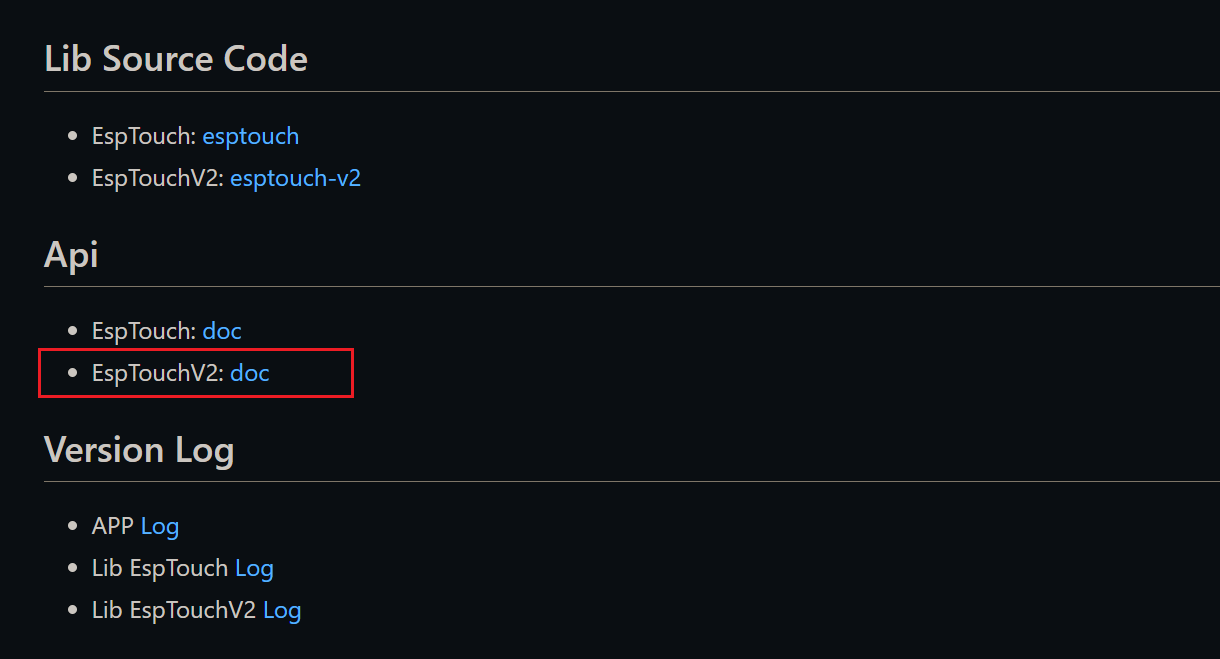 Lib Source Code
EspTouch: esptouch
EspTouchV2: esptouch-v2
Api
EspTouch: doc
EspTouchV2: doc
Version Log
APP Log
Lib EspTouch Log
Lib EspTouchV2 Log